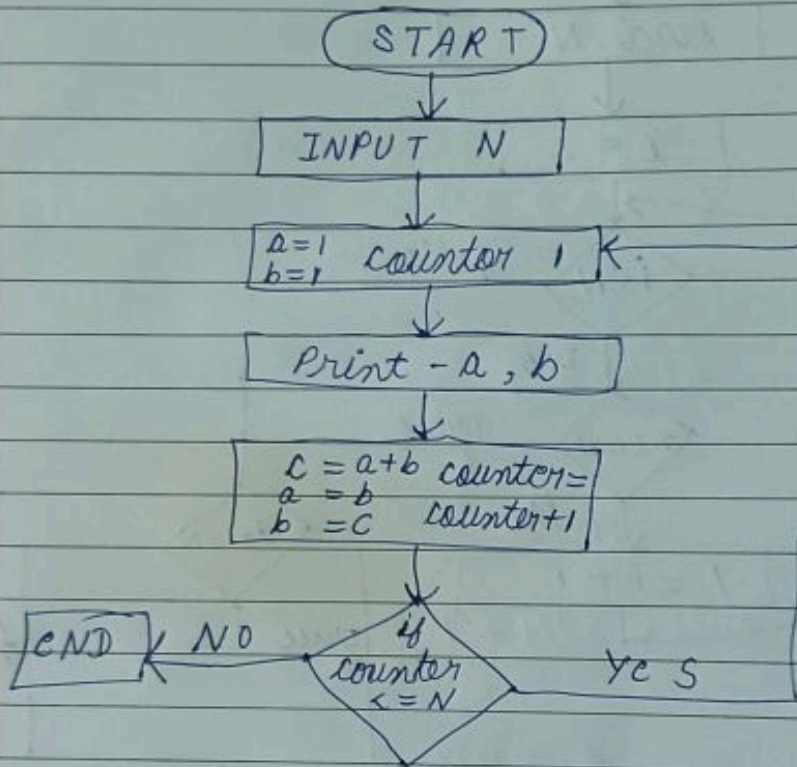 START
INPUT N
a=1 counter 1
b=1
Print - a, b
c = a+b counter=
a = b
b = c counter+1
if
counter
<= N
NO
END
Yes